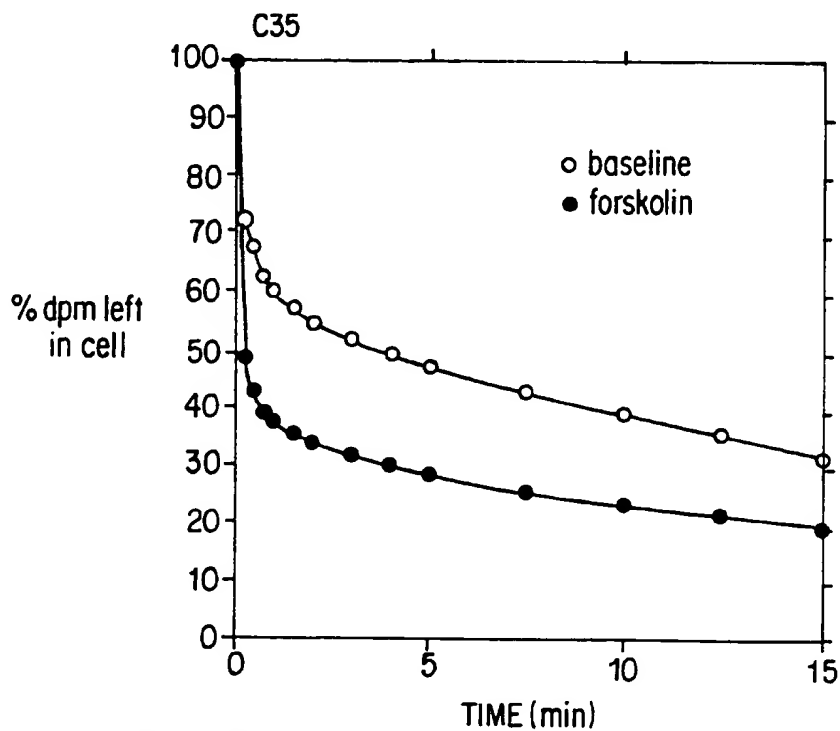 C35
100
90
80
70
60
50
40
30
20
10
0
% dpm left
in cell
○ baseline
● forskolin
0 5 10 15
TIME (min)